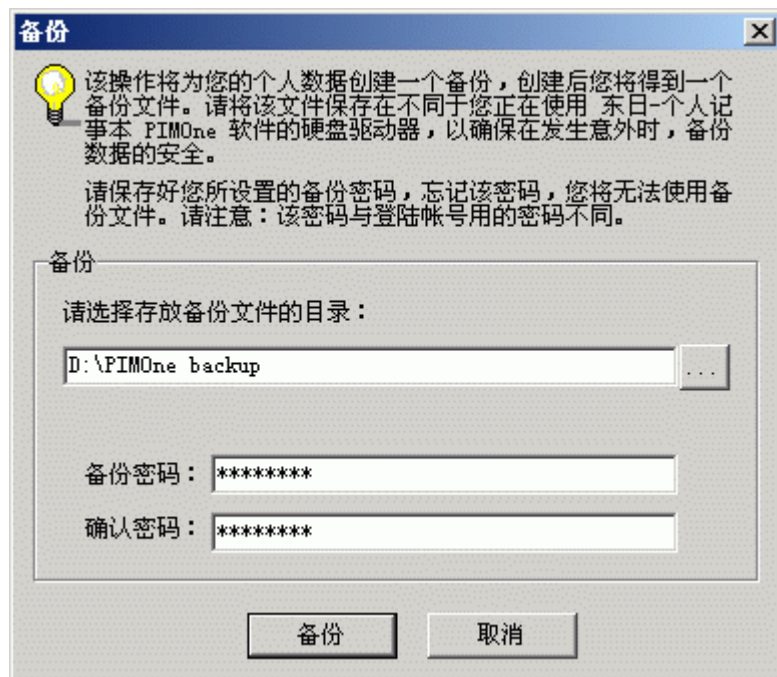 备份
该操作将为您的个人数据创建一个备份，创建后您将得到一个
备份文件。请将该文件保存在不同于您正在使用 东日-个人记
事本 PIMOne 软件的硬盘驱动器，以确保在发生意外时，备份
数据的安全。
请保存好您所设置的备份密码，忘记该密码，您将无法使用备
份文件。请注意：该密码与登陆帐号用的密码不同。
备份
请选择存放备份文件的目录：
D:\PIMOne backup
...
备份密码：********
确认密码：********
备份 取消